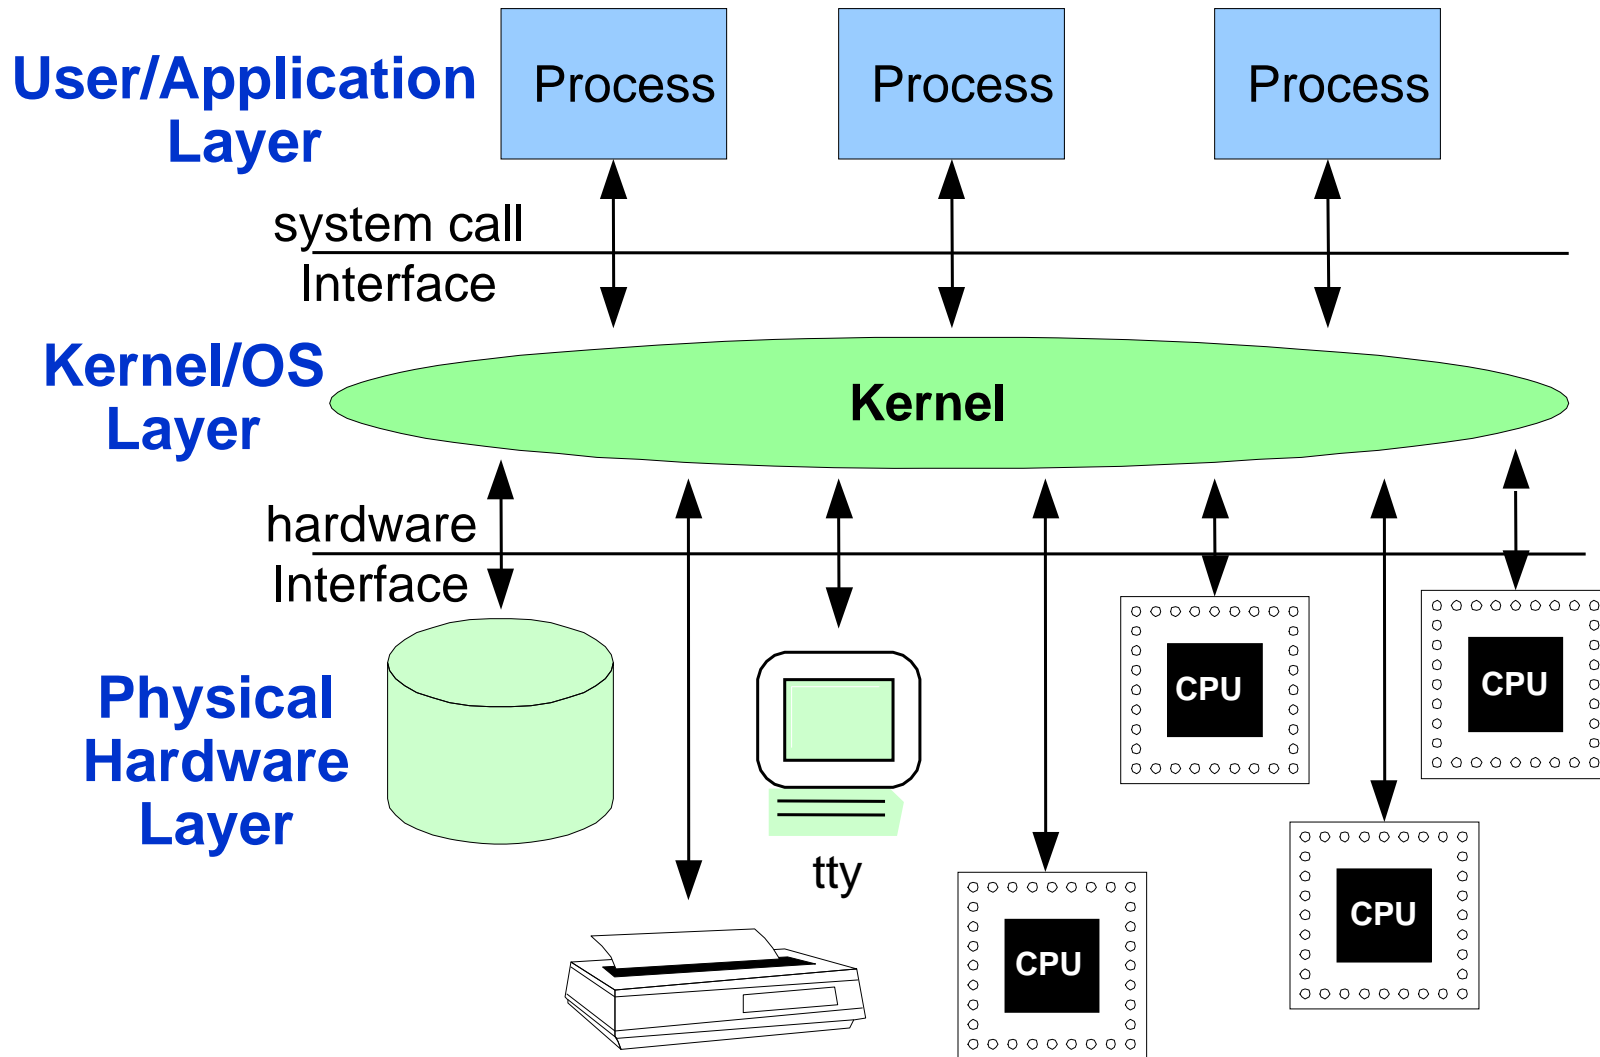 User/Application
Layer
Process
Process
Process
system call
Interface
Kernel/OS
Layer
Kernel
hardware
Interface
Physical
Hardware
Layer
tty
CPU
CPU
CPU
CPU